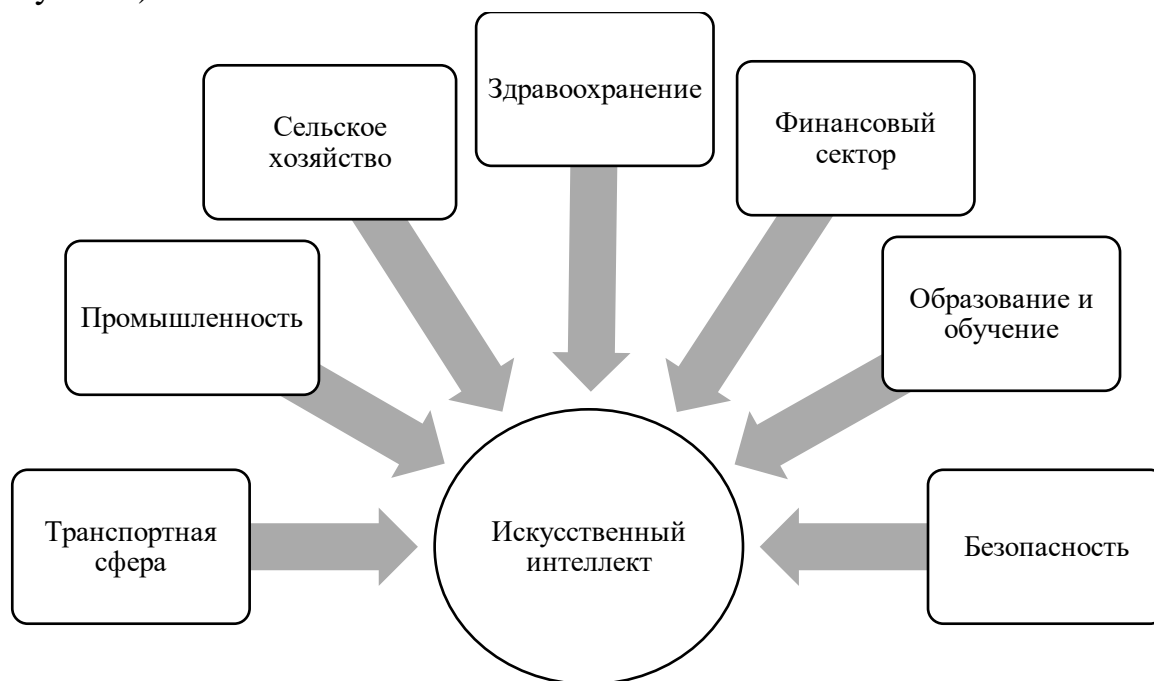 Здравоохранение
Сельское
хозяйство
Финансовый
сектор
Промышленность
Образование и
обучение
Транспортная
сфера
Искусственный
интеллект
Безопасность